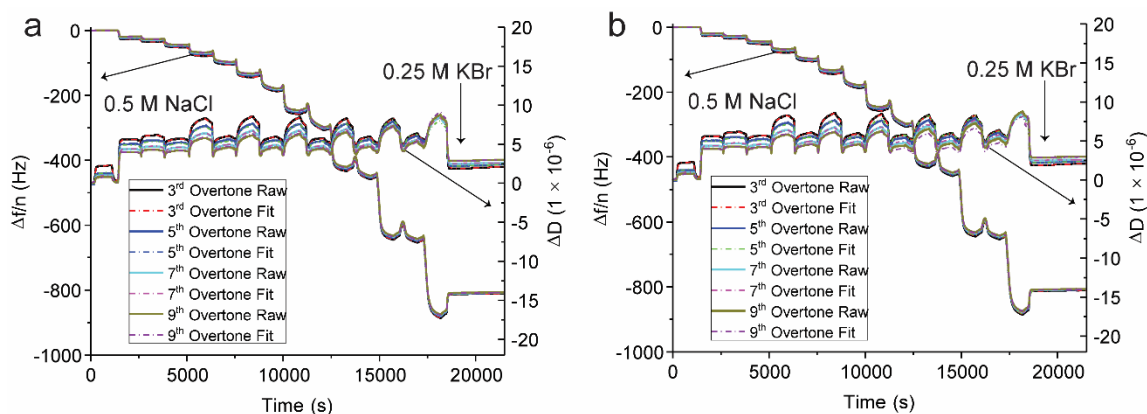 a
0
-200
-400
-600
-800
-1000
Δf/n (Hz)
0.5 M NaCl
0.25 M KBr
3rd Overtone Raw
3rd Overtone Fit
5th Overtone Raw
5th Overtone Fit
7th Overtone Raw
7th Overtone Fit
9th Overtone Raw
9th Overtone Fit
20
15
10
5
0
-5
-10
-15
-20
ΔD (1 × 10-6)
0 5000 10000 15000 20000
Time (s)
b
0
-200
-400
-600
-800
-1000
Δf/n (Hz)
0.5 M NaCl
0.25 M KBr
3rd Overtone Raw
3rd Overtone Fit
5th Overtone Raw
5th Overtone Fit
7th Overtone Raw
7th Overtone Fit
9th Overtone Raw
9th Overtone Fit
20
15
10
5
0
-5
-10
-15
-20
ΔD (1 × 10-6)
0 5000 10000 15000 20000
Time (s)